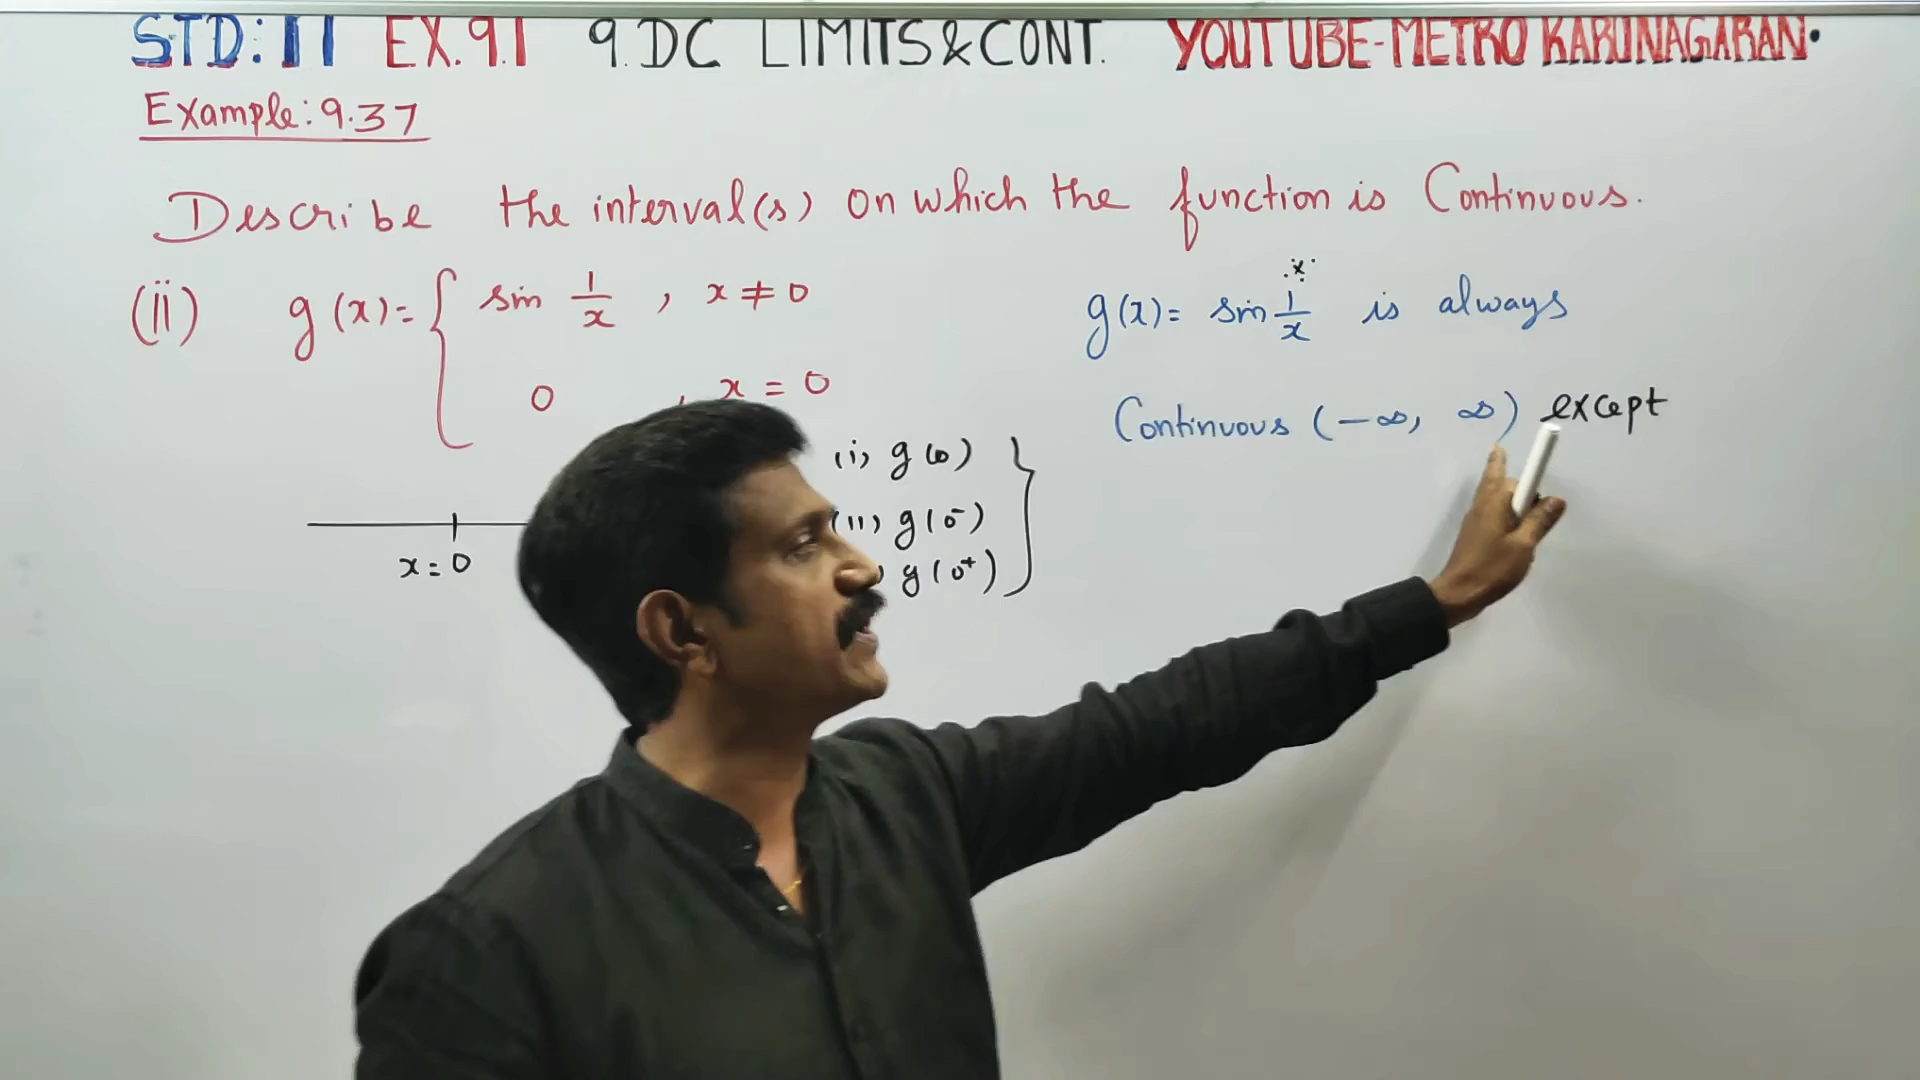 STD:11 EX.9.1 9.DC LIMITS&CONT. YOUTUBE-METRO KARUNAGARAN.
Example:9.37
Describe the interval(s) on which the function is Continuous.
(ii) g(x)= { sin 1/x , x ≠ 0
0 , x = 0
x=0
(i) g(0)
(ii) g(0⁻)
) g(0⁺) }
g(x)= sin 1/x is always
Continuous (-∞, ∞) except